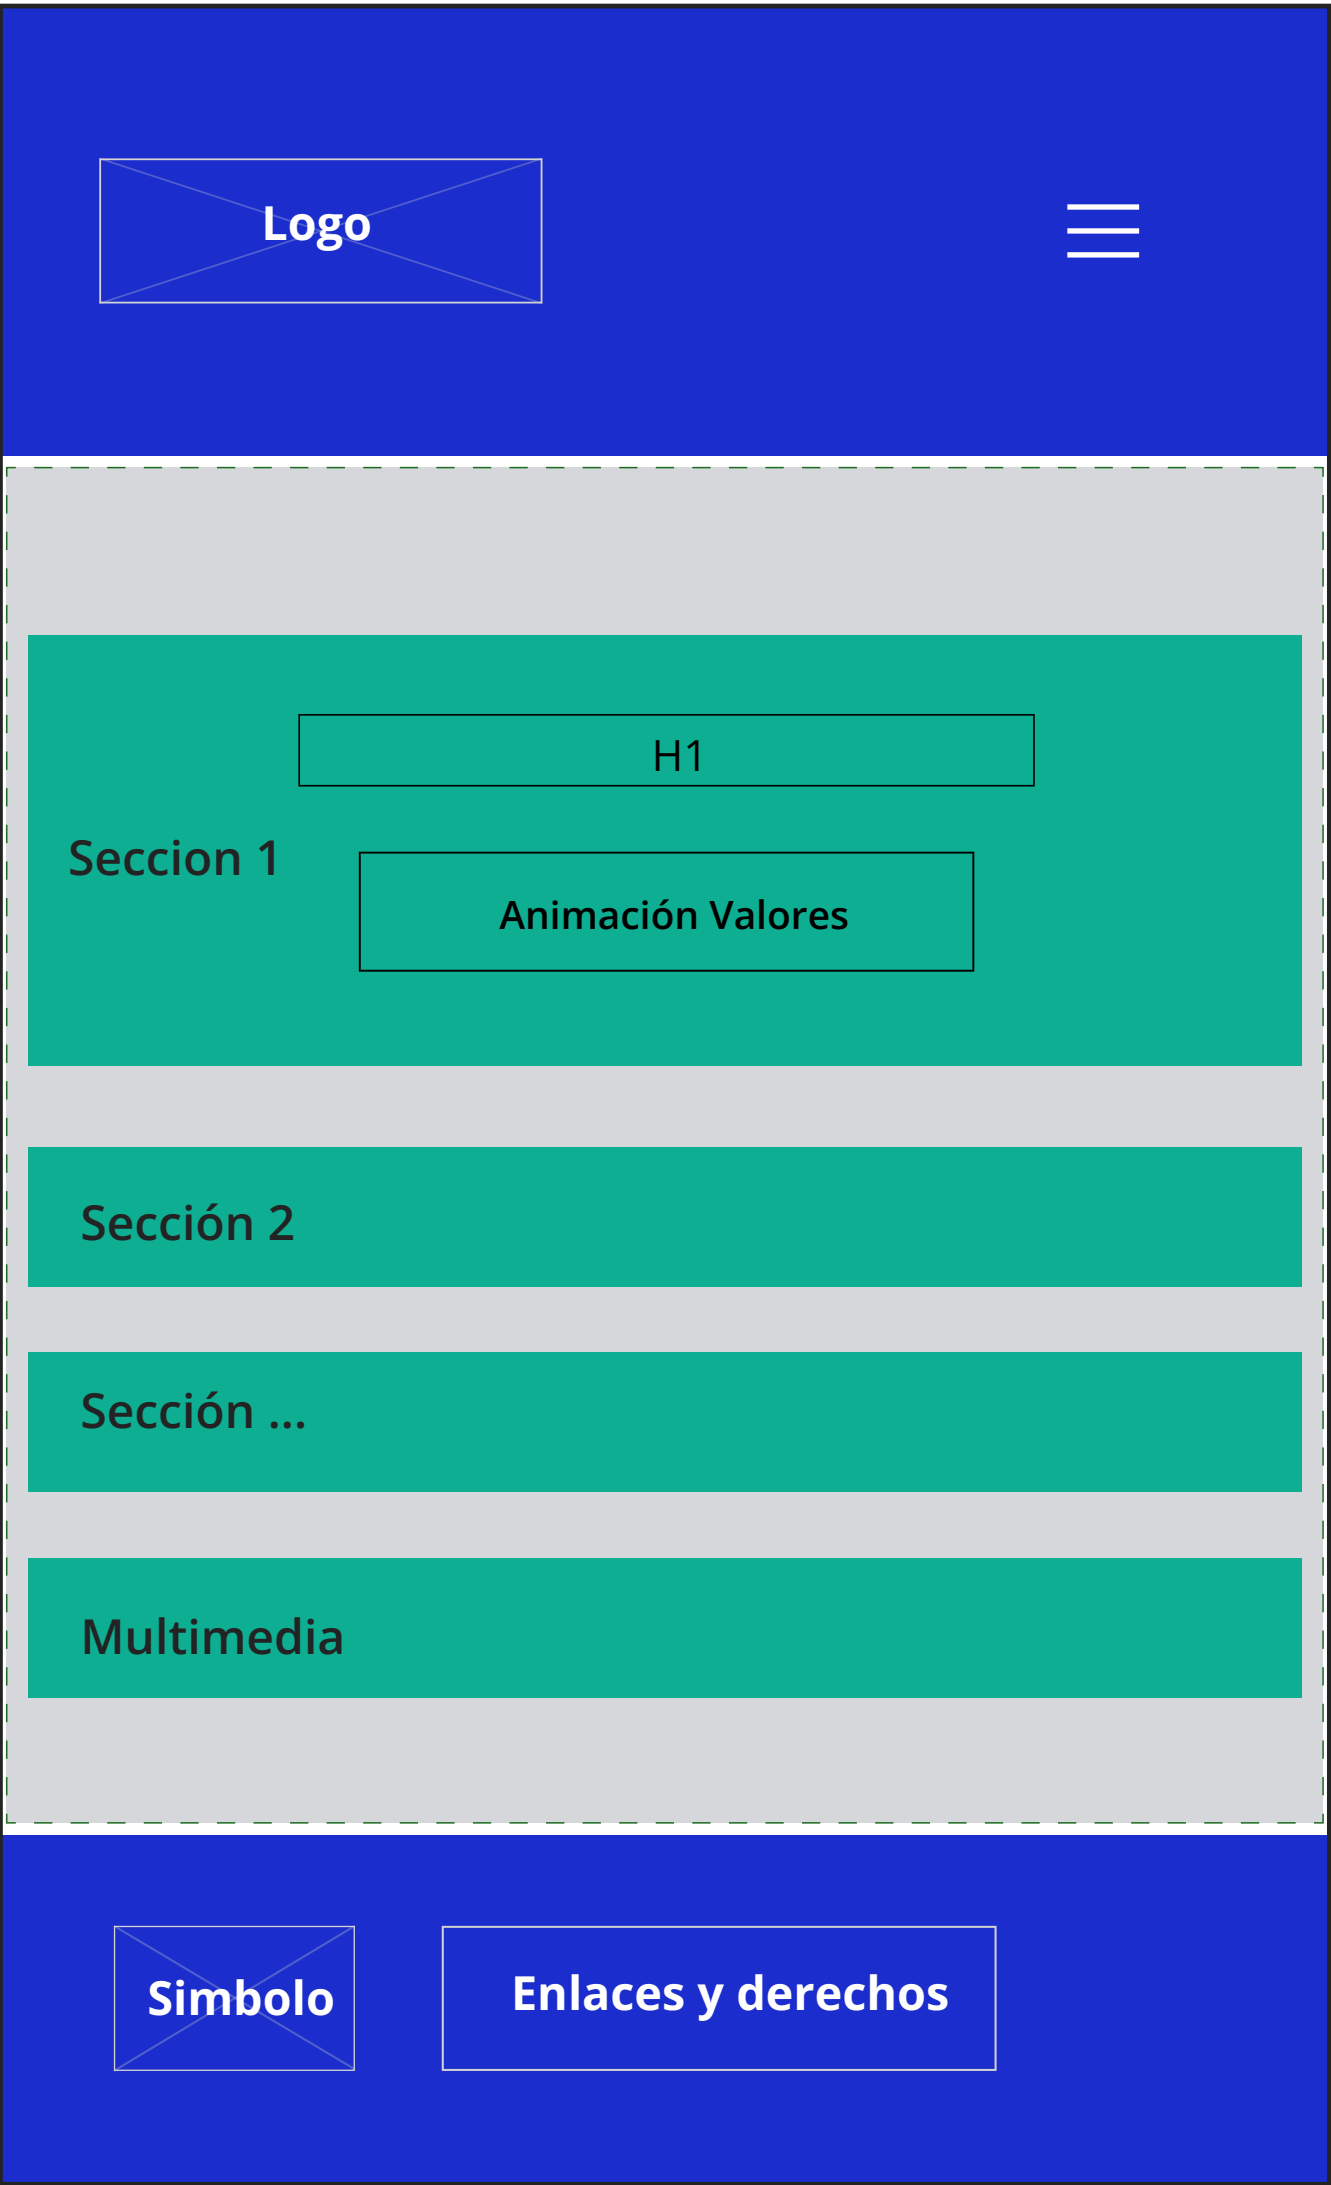 Logo
H1
Seccion 1
Animación Valores
Sección 2
Sección ...
Multimedia
Simbolo
Enlaces y derechos